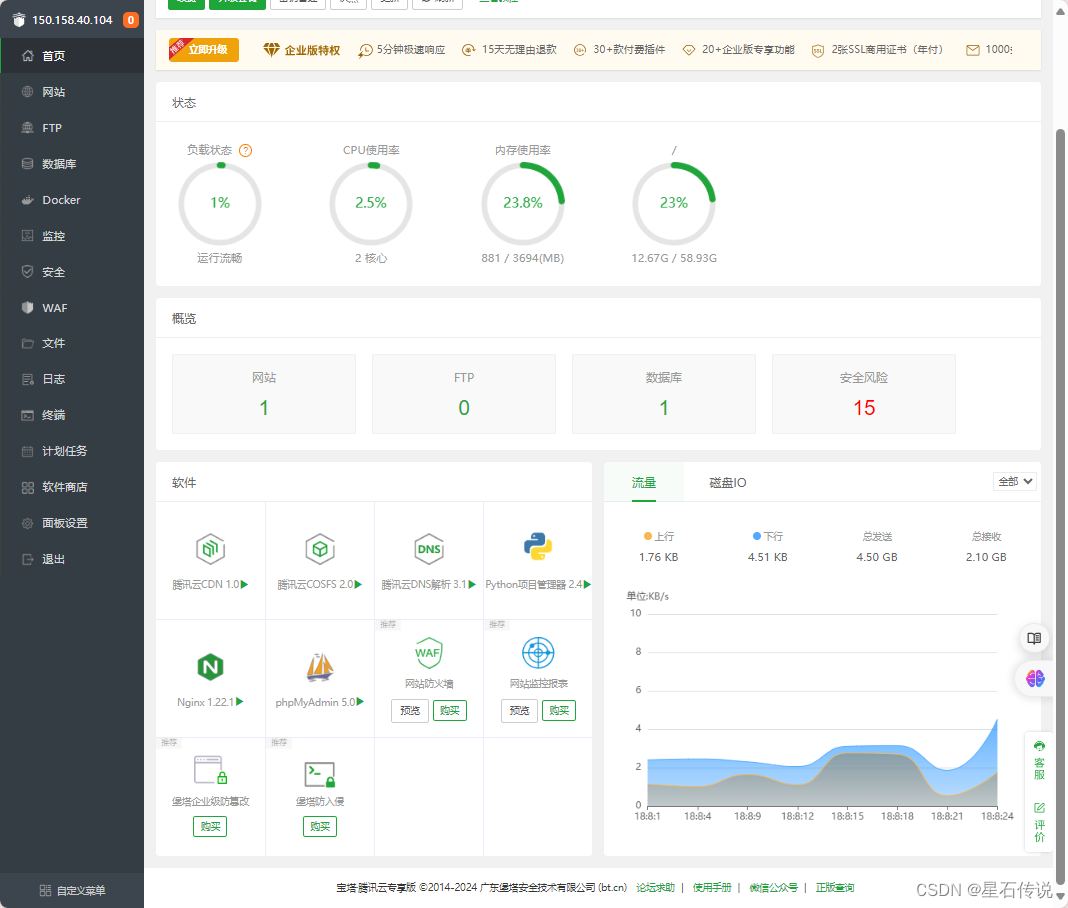 150.158.40.104 0
首页
网站
FTP
数据库
Docker
监控
安全
WAF
文件
日志
终端
计划任务
软件商店
面板设置
退出
自定义菜单
推荐 立即升级 企业版特权 5分钟极速响应 15天无理由退款 30+款付费插件 20+企业版专享功能 2张SSL商用证书（年付） 1000
状态
负载状态 ? CPU使用率 内存使用率 /
1% 2.5% 23.8% 23%
运行流畅 2 核心 881 / 3694(MB) 12.67G / 58.93G
概览
网站 FTP 数据库 安全风险
1 0 1 15
软件
腾讯云CDN 1.0 腾讯云COSFS 2.0 DNS 腾讯云DNS解析 3.1 Python项目管理器 2.4
推荐 推荐
WAF
网站防火墙 网站监控报表
Nginx 1.22.1 phpMyAdmin 5.0
预览 购买 预览 购买
推荐 推荐
堡塔企业级防篡改 堡塔防入侵
购买 购买
流量 磁盘IO 全部
上行 下行 总发送 总接收
1.76 KB 4.51 KB 4.50 GB 2.10 GB
单位:KB/s
10
8
6
4
2
0
18:8:1 18:8:4 18:8:9 18:8:12 18:8:15 18:8:18 18:8:21 18:8:24
客服
评价
宝塔腾讯云专享版 ©2014-2024 广东堡塔安全技术有限公司 (bt.cn) 论坛求助 | 使用手册 | 微信公众号 | 正版查询
CSDN @星石传说